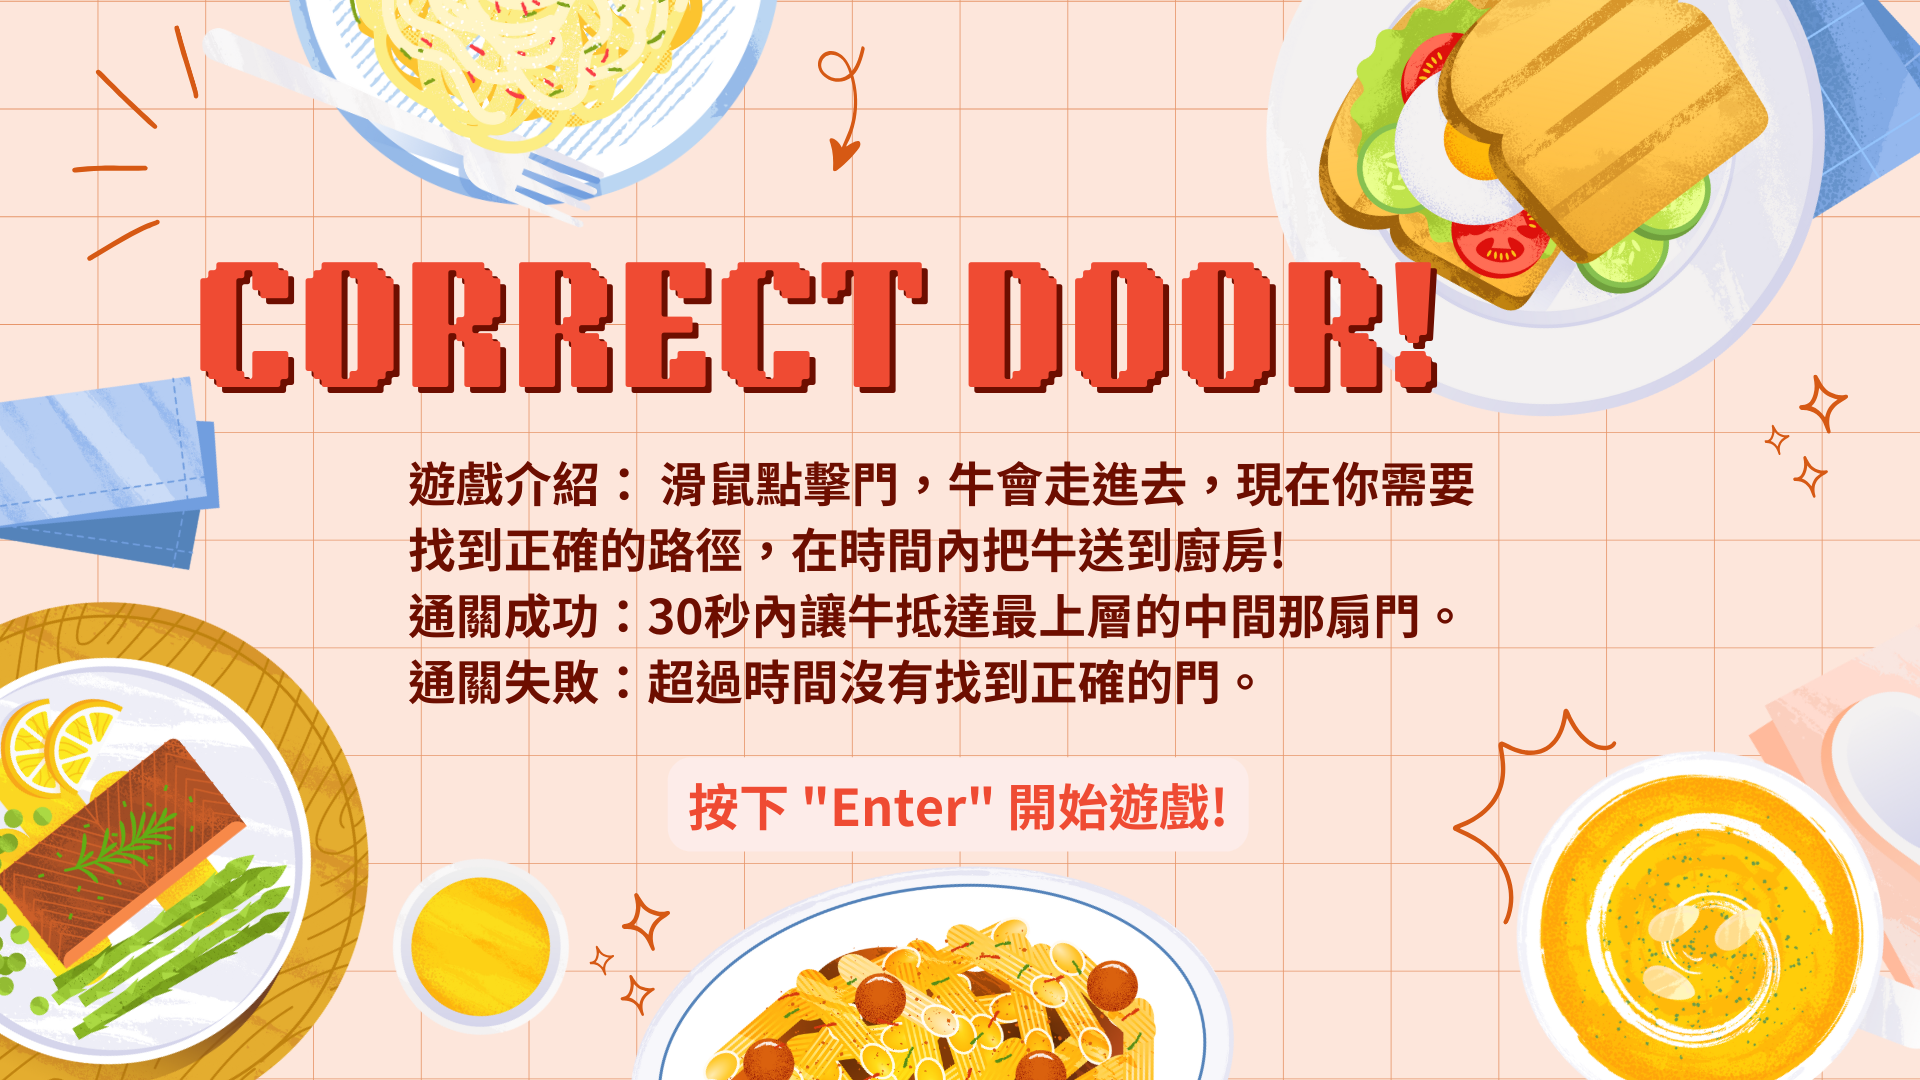 CORRECT DOOR!
遊戲介紹： 滑鼠點擊門，牛會走進去，現在你需要
找到正確的路徑，在時間內把牛送到廚房!
通關成功：30秒內讓牛抵達最上層的中間那扇門。
通關失敗：超過時間沒有找到正確的門。
按下 "Enter" 開始遊戲!